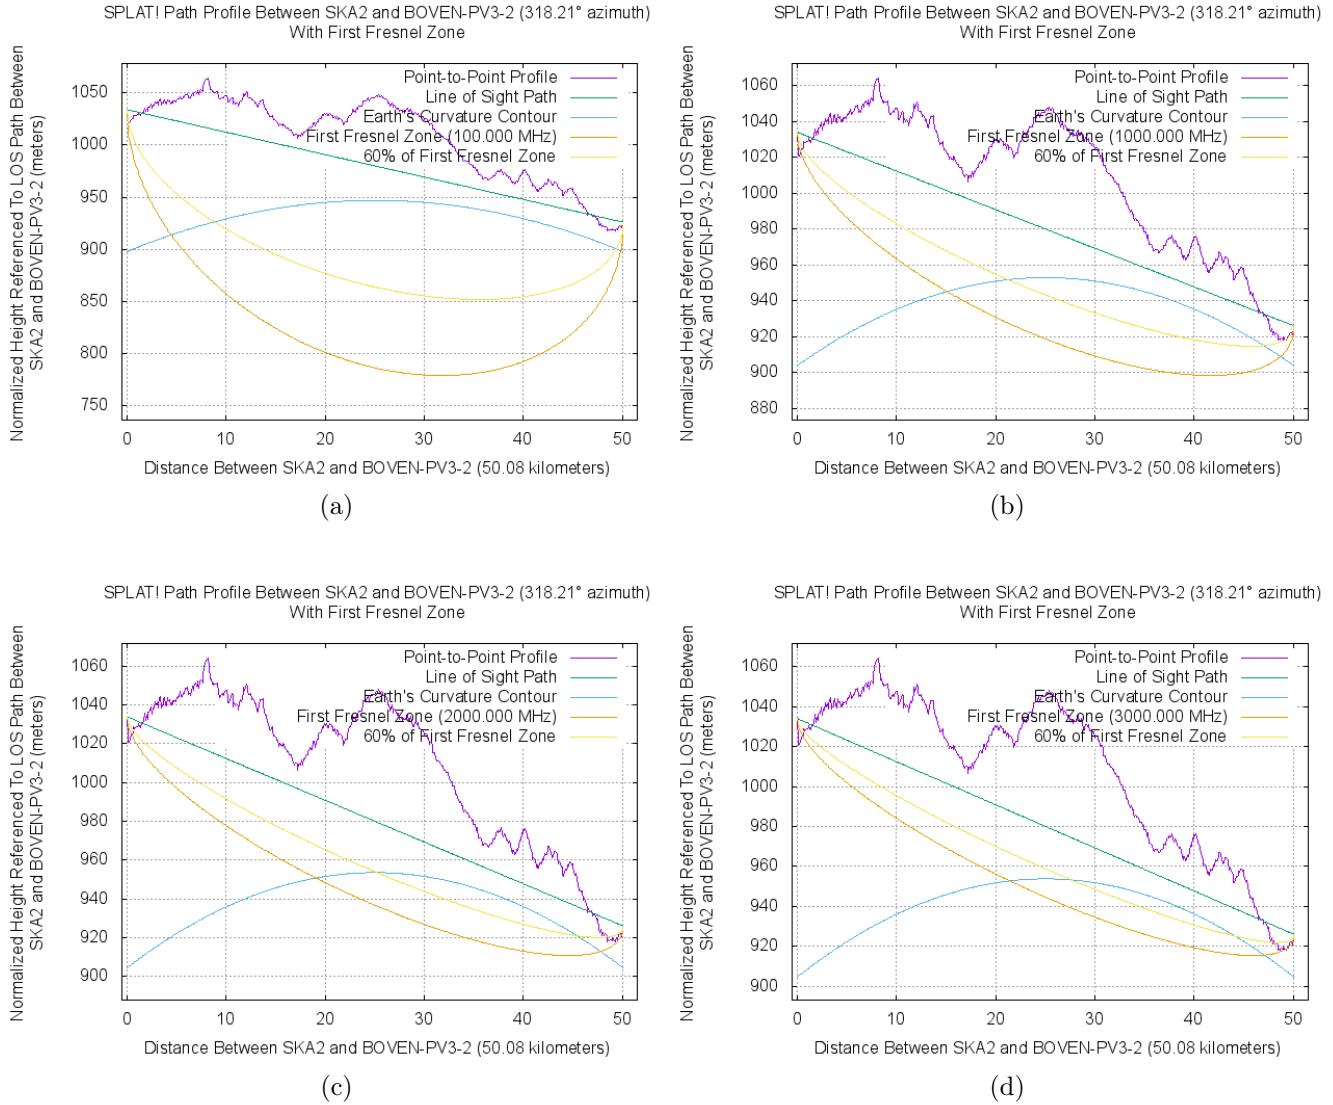 SPLAT! Path Profile Between SKA2 and BOVEN-PV3-2 (318.21° azimuth)
With First Fresnel Zone
Normalized Height Referenced To LOS Path Between
SKA2 and BOVEN-PV3-2 (meters)
Point-to-Point Profile
Line of Sight Path
Earth's Curvature Contour
First Fresnel Zone (100.000 MHz)
60% of First Fresnel Zone
1050
1000
950
900
850
800
750
0 10 20 30 40 50
Distance Between SKA2 and BOVEN-PV3-2 (50.08 kilometers)
(a)
SPLAT! Path Profile Between SKA2 and BOVEN-PV3-2 (318.21° azimuth)
With First Fresnel Zone
Normalized Height Referenced To LOS Path Between
SKA2 and BOVEN-PV3-2 (meters)
Point-to-Point Profile
Line of Sight Path
Earth's Curvature Contour
First Fresnel Zone (1000.000 MHz)
60% of First Fresnel Zone
1060
1040
1020
1000
980
960
940
920
900
880
0 10 20 30 40 50
Distance Between SKA2 and BOVEN-PV3-2 (50.08 kilometers)
(b)
SPLAT! Path Profile Between SKA2 and BOVEN-PV3-2 (318.21° azimuth)
With First Fresnel Zone
Normalized Height Referenced To LOS Path Between
SKA2 and BOVEN-PV3-2 (meters)
Point-to-Point Profile
Line of Sight Path
Earth's Curvature Contour
First Fresnel Zone (2000.000 MHz)
60% of First Fresnel Zone
1060
1040
1020
1000
980
960
940
920
900
0 10 20 30 40 50
Distance Between SKA2 and BOVEN-PV3-2 (50.08 kilometers)
(c)
SPLAT! Path Profile Between SKA2 and BOVEN-PV3-2 (318.21° azimuth)
With First Fresnel Zone
Normalized Height Referenced To LOS Path Between
SKA2 and BOVEN-PV3-2 (meters)
Point-to-Point Profile
Line of Sight Path
Earth's Curvature Contour
First Fresnel Zone (3000.000 MHz)
60% of First Fresnel Zone
1060
1040
1020
1000
980
960
940
920
900
0 10 20 30 40 50
Distance Between SKA2 and BOVEN-PV3-2 (50.08 kilometers)
(d)